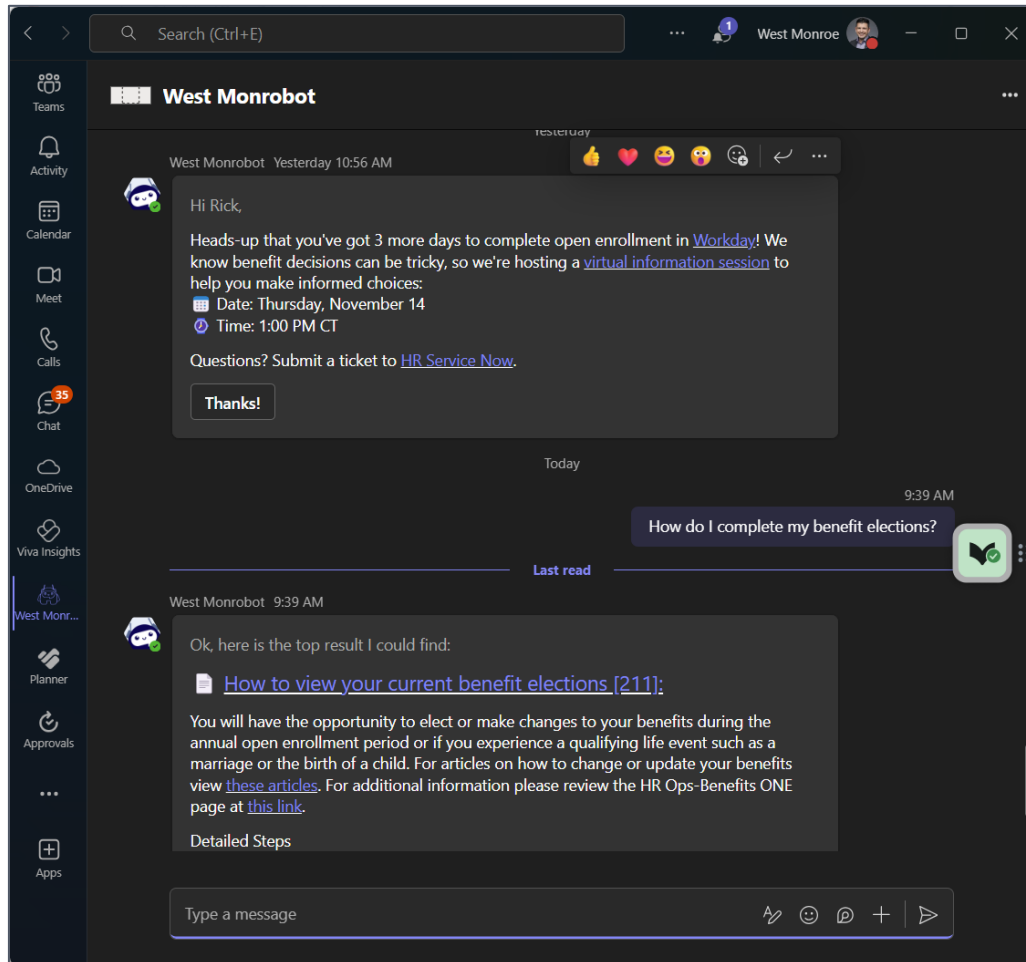 Search (Ctrl+E)
1
West Monroe
Teams
Activity
Calendar
Meet
Calls
35
Chat
OneDrive
Viva Insights
West Monr...
Planner
Approvals
Apps
West Monrobot
Yesterday
West Monrobot Yesterday 10:56 AM
Hi Rick,
Heads-up that you've got 3 more days to complete open enrollment in Workday! We
know benefit decisions can be tricky, so we're hosting a virtual information session to
help you make informed choices:
Date: Thursday, November 14
Time: 1:00 PM CT
Questions? Submit a ticket to HR Service Now.
Thanks!
Today
9:39 AM
How do I complete my benefit elections?
Last read
West Monrobot 9:39 AM
Ok, here is the top result I could find:
How to view your current benefit elections [211]:
You will have the opportunity to elect or make changes to your benefits during the
annual open enrollment period or if you experience a qualifying life event such as a
marriage or the birth of a child. For articles on how to change or update your benefits
view these articles. For additional information please review the HR Ops-Benefits ONE
page at this link.
Detailed Steps
Type a message